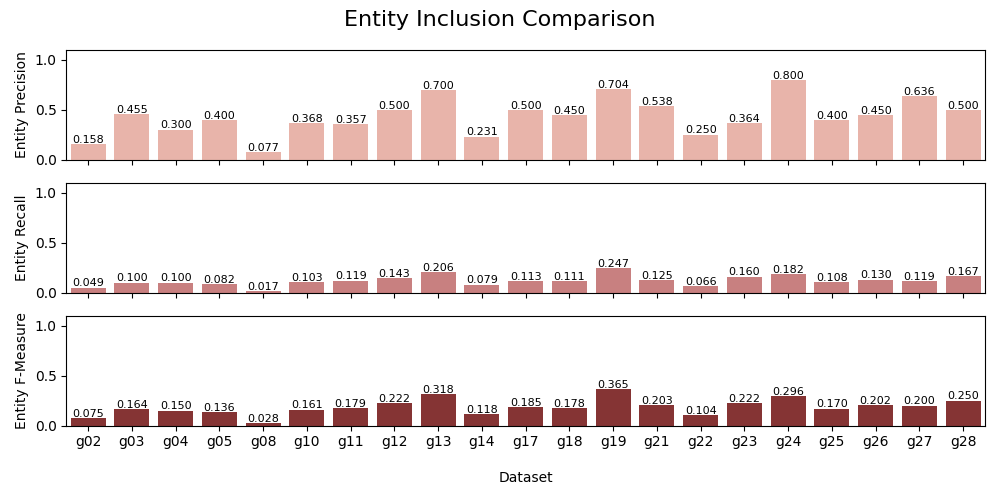 Entity Inclusion Comparison
Entity Precision
1.0
0.5
0.0
0.158 0.455 0.300 0.400 0.077 0.368 0.357 0.500 0.700 0.231 0.500 0.450 0.704 0.538 0.250 0.364 0.800 0.400 0.450 0.636 0.500
Entity Recall
1.0
0.5
0.0
0.049 0.100 0.100 0.082 0.017 0.103 0.119 0.143 0.206 0.079 0.113 0.111 0.247 0.125 0.066 0.160 0.182 0.108 0.130 0.119 0.167
Entity F-Measure
1.0
0.5
0.0
0.075 0.164 0.150 0.136 0.028 0.161 0.179 0.222 0.318 0.118 0.185 0.178 0.365 0.203 0.104 0.222 0.296 0.170 0.202 0.200 0.250
g02 g03 g04 g05 g08 g10 g11 g12 g13 g14 g17 g18 g19 g21 g22 g23 g24 g25 g26 g27 g28
Dataset